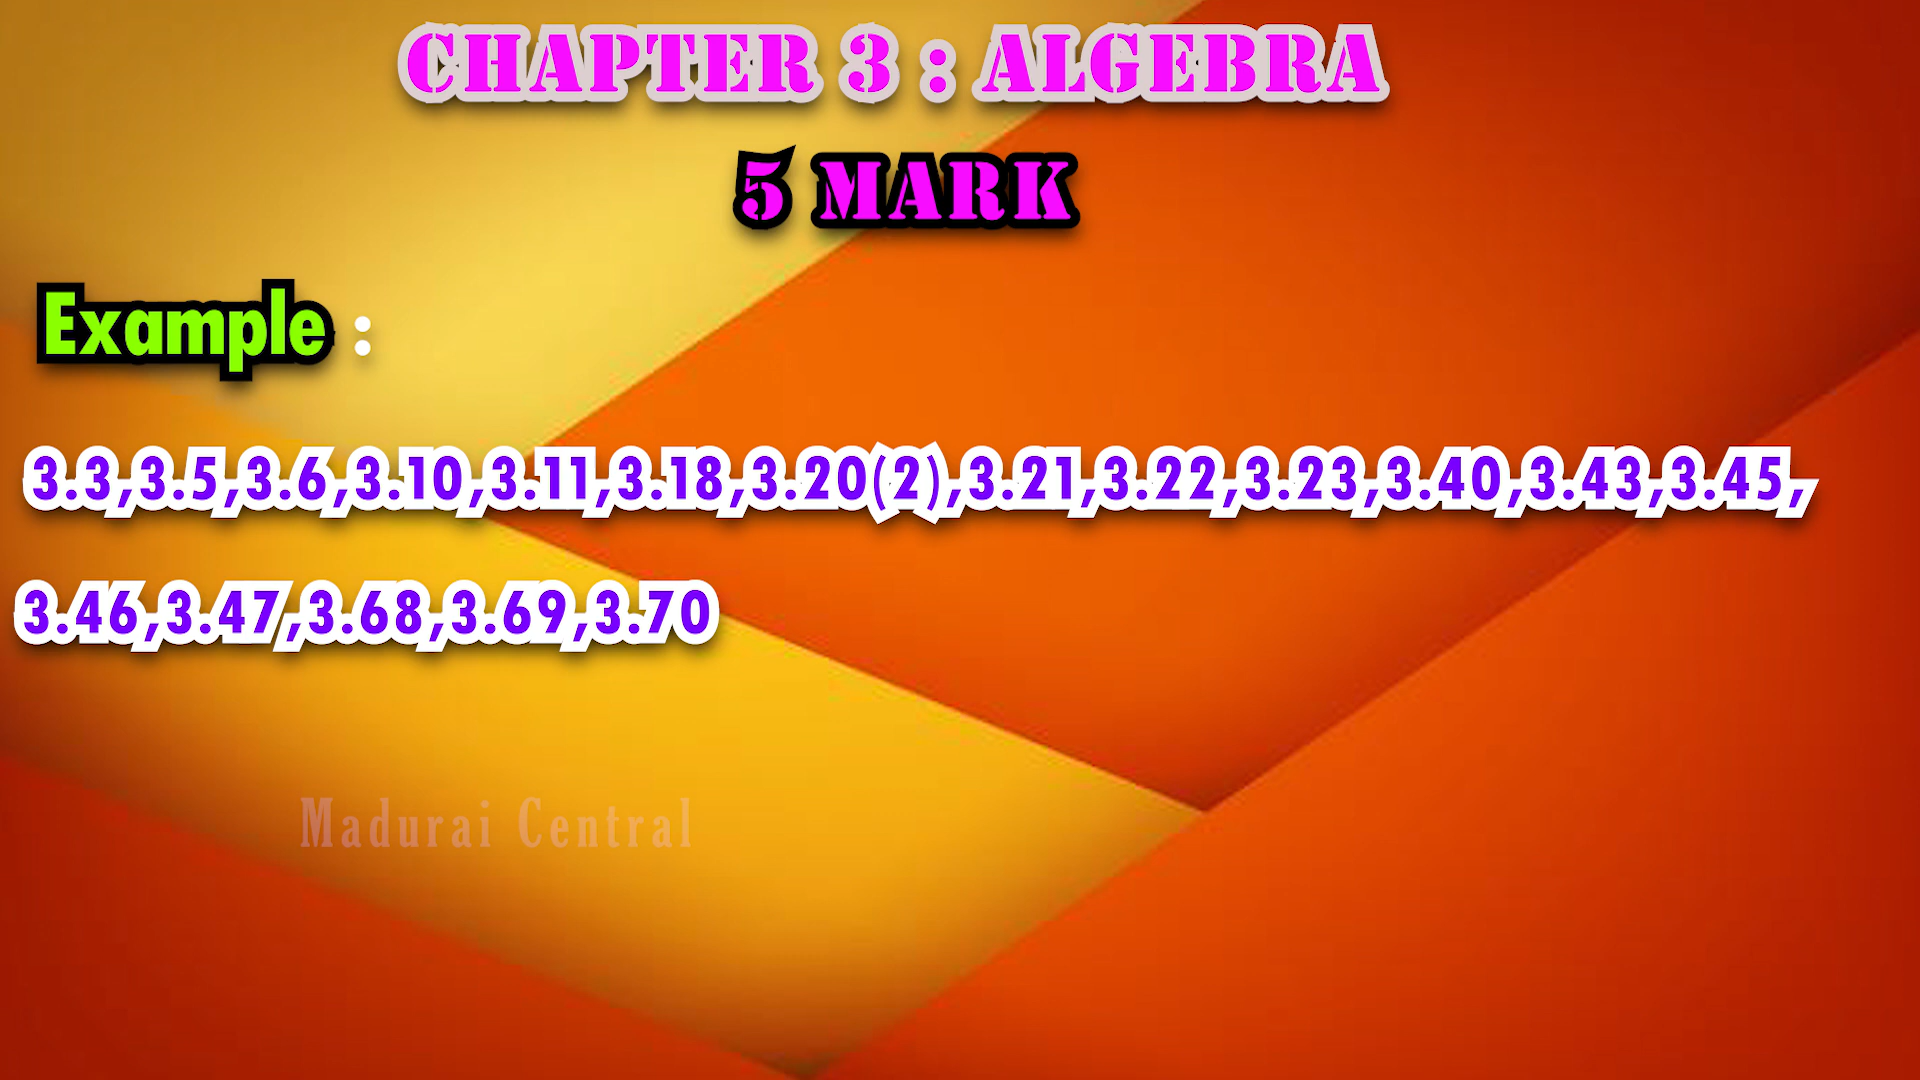 CHAPTER 3 : ALGEBRA
5 MARK
Example :
3.3,3.5,3.6,3.10,3.11,3.18,3.20(2),3.21,3.22,3.23,3.40,3.43,3.45,
3.46,3.47,3.68,3.69,3.70
Madurai Central